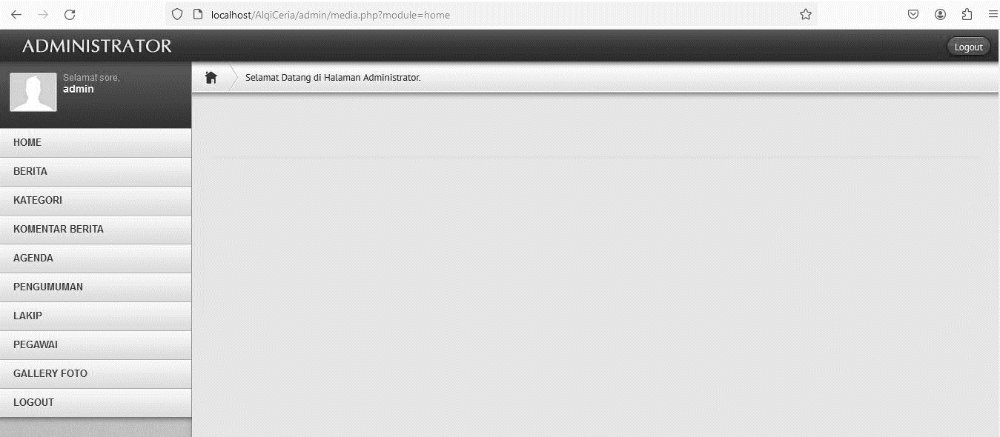 localhost/AlqiCeria/admin/media.php?module=home
ADMINISTRATOR
Logout
Selamat sore,
admin
Selamat Datang di Halaman Administrator.
HOME
BERITA
KATEGORI
KOMENTAR BERITA
AGENDA
PENGUMUMAN
LAKIP
PEGAWAI
GALLERY FOTO
LOGOUT